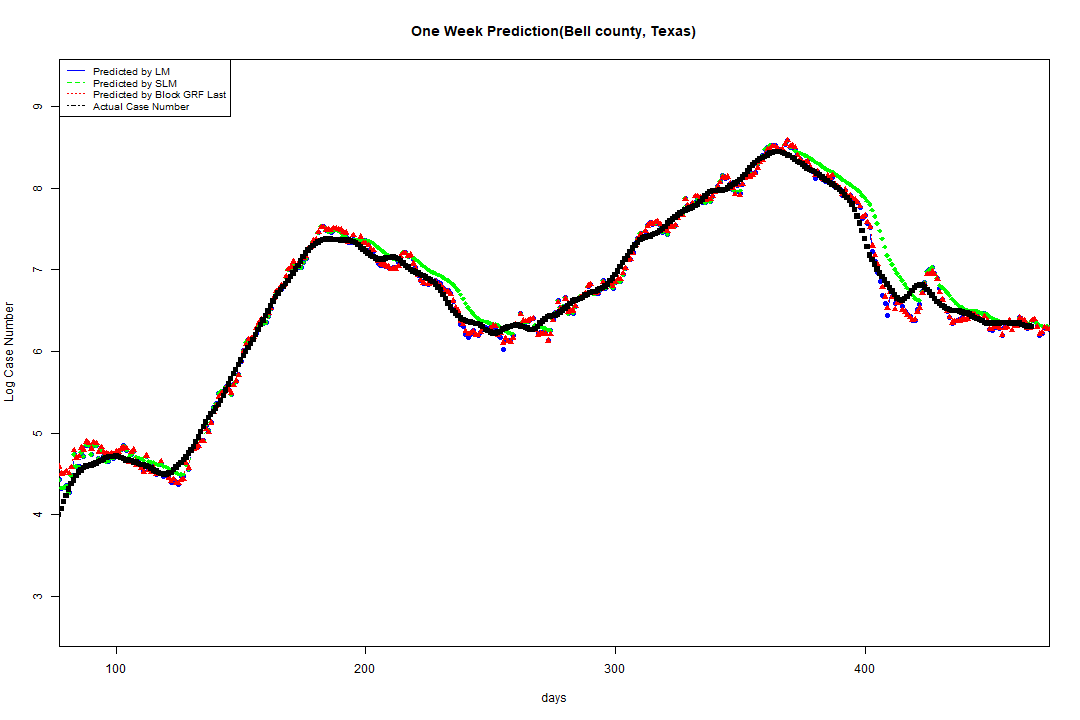 One Week Prediction(Bell county, Texas)
Predicted by LM
Predicted by SLM
Predicted by Block GRF Last
Actual Case Number
9
8
7
6
5
4
3
Log Case Number
100 200 300 400
days